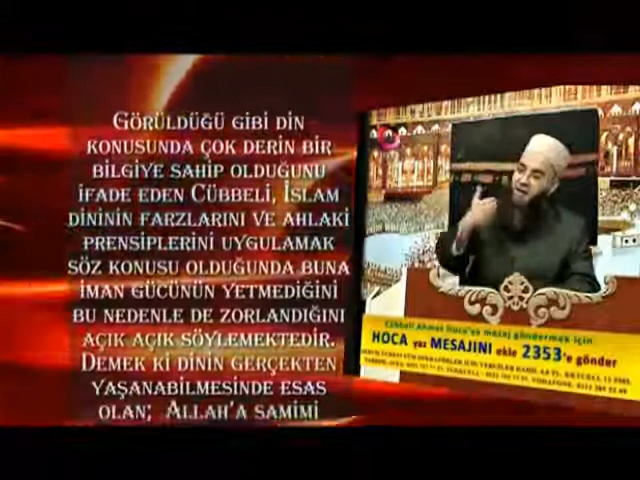 Görüldüğü gibi din
konusunda çok derin bir
bilgiye sahip olduğunu
ifade eden Cübbeli, İslam
dininin farzlarını ve ahlaki
prensiplerini uygulamak
söz konusu olduğunda buna
iman gücünün yetmediğini
bu nedenle de zorlandığını
açık açık söylemektedir.
Demek ki dinin gerçekten
yaşanabilmesinde esas
olan; Allah'a samimi
Cübbeli Ahmet Hoca'ya mesaj göndermek için
HOCA yaz MESAJINI ekle 2353'e gönder